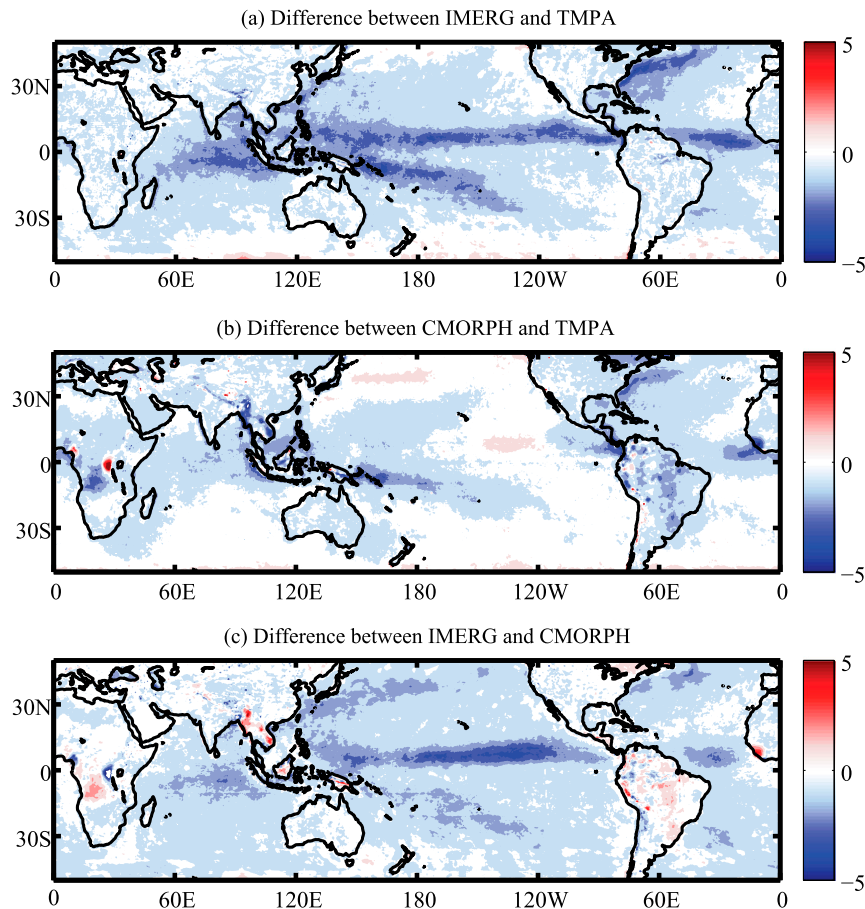 (a) Difference between IMERG and TMPA
5
30N
0
0
30S
−5
0 60E 120E 180 120W 60E 0
(b) Difference between CMORPH and TMPA
5
30N
0
0
30S
−5
0 60E 120E 180 120W 60E 0
(c) Difference between IMERG and CMORPH
5
30N
0
0
30S
−5
0 60E 120E 180 120W 60E 0